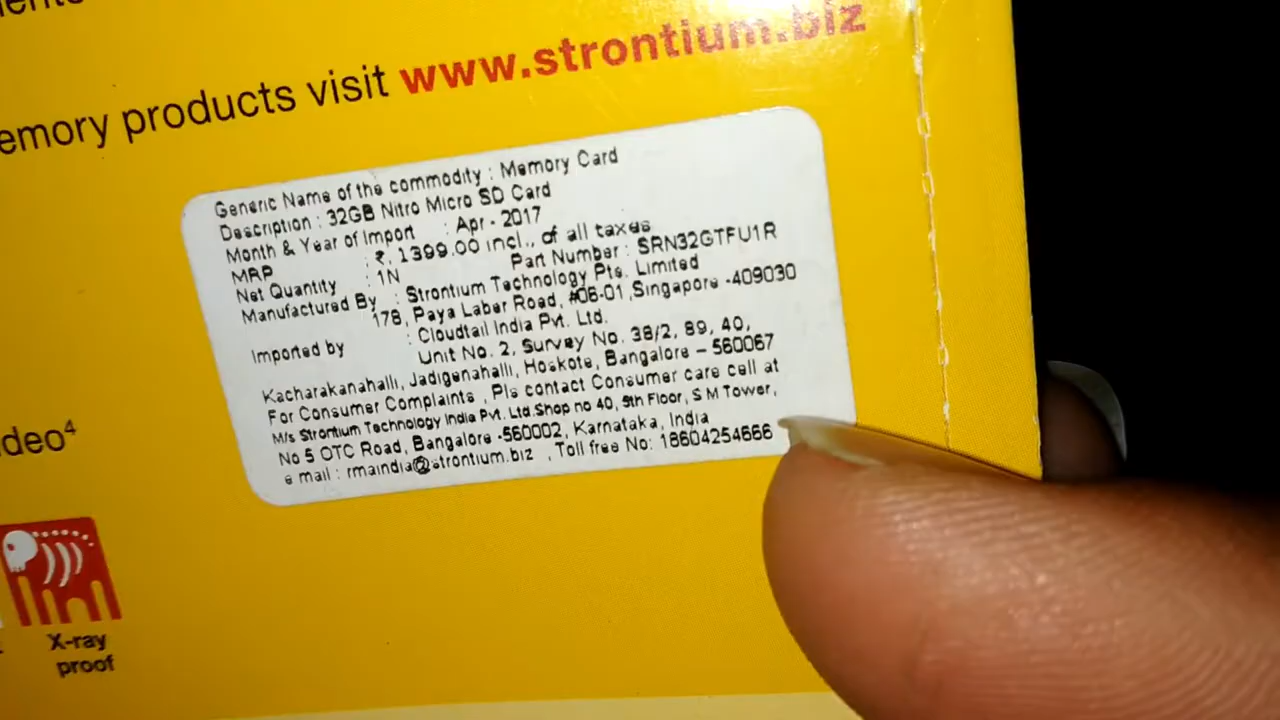 emory products visit www.strontium.biz
Generic Name of the commodity : Memory Card
Description : 32GB Nitro Micro SD Card
Month & Year of Import : Apr - 2017
MRP : ₹. 1399.00 incl., of all taxes
Net Quantity : 1N Part Number : SRN32GTFU1R
Manufactured By : Strontium Technology Pte. Limited
178, Paya Lebar Road, #06-01 ,Singapore -409030
Imported by : Cloudtail India Pvt. Ltd.
Unit No. 2, Survey No. 38/2, 89, 40,
Kacharakanahalli, Jadigenahalli, Hoskote, Bangalore – 560067
For Consumer Complaints , Pls contact Consumer care cell at
M/s Strontium Technology India Pvt. Ltd.Shop no 40, 9th Floor, S M Tower,
No 5 OTC Road, Bangalore -560002, Karnataka, India
e mail : rmaindia@strontium.biz , Toll free No: 18604254666
ideo4
X-ray
proof